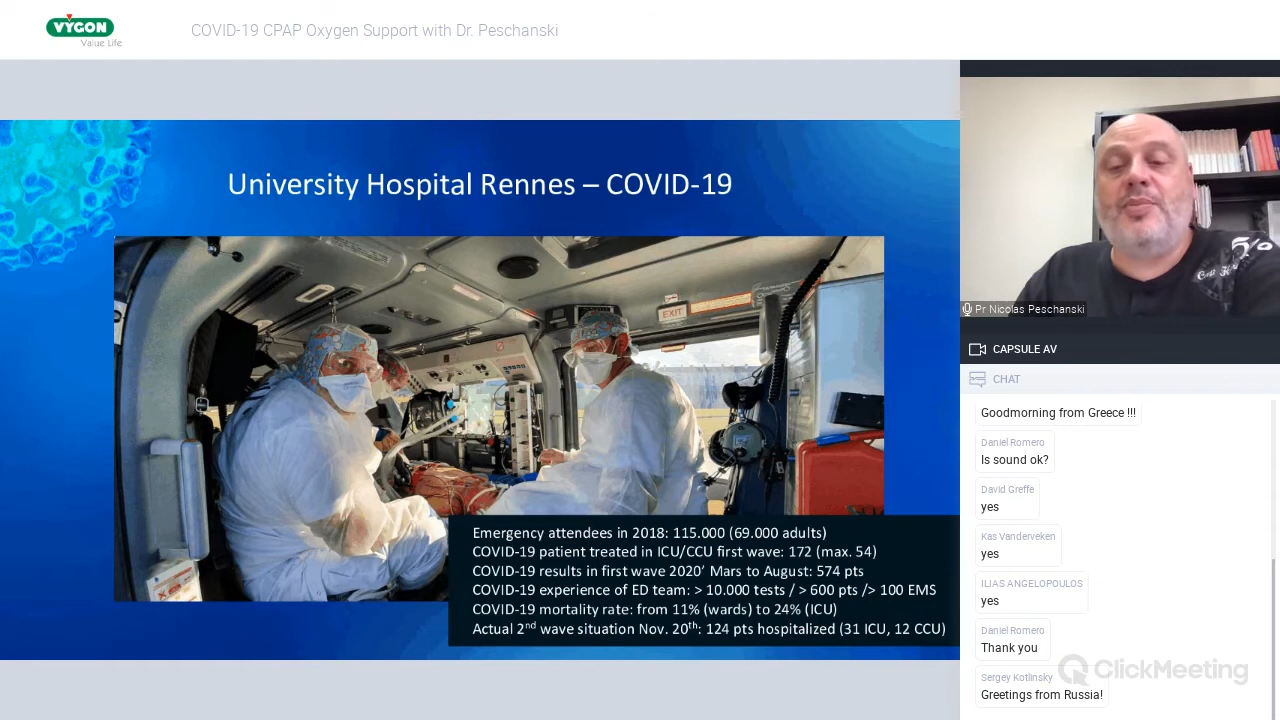 VYGON
Value Life
COVID-19 CPAP Oxygen Support with Dr. Peschanski
University Hospital Rennes – COVID-19
EXIT
Emergency attendees in 2018: 115.000 (69.000 adults)
COVID-19 patient treated in ICU/CCU first wave: 172 (max. 54)
COVID-19 results in first wave 2020’ Mars to August: 574 pts
COVID-19 experience of ED team: > 10.000 tests / > 600 pts /> 100 EMS
COVID-19 mortality rate: from 11% (wards) to 24% (ICU)
Actual 2nd wave situation Nov. 20th: 124 pts hospitalized (31 ICU, 12 CCU)
Pr Nicolas Peschanski
CAPSULE AV
CHAT
Goodmorning from Greece !!!
Daniel Romero
Is sound ok?
David Greffe
yes
Kas Vanderveken
yes
ILIAS ANGELOPOULOS
yes
Daniel Romero
Thank you
Sergey Kotlinsky
Greetings from Russia!
ClickMeeting